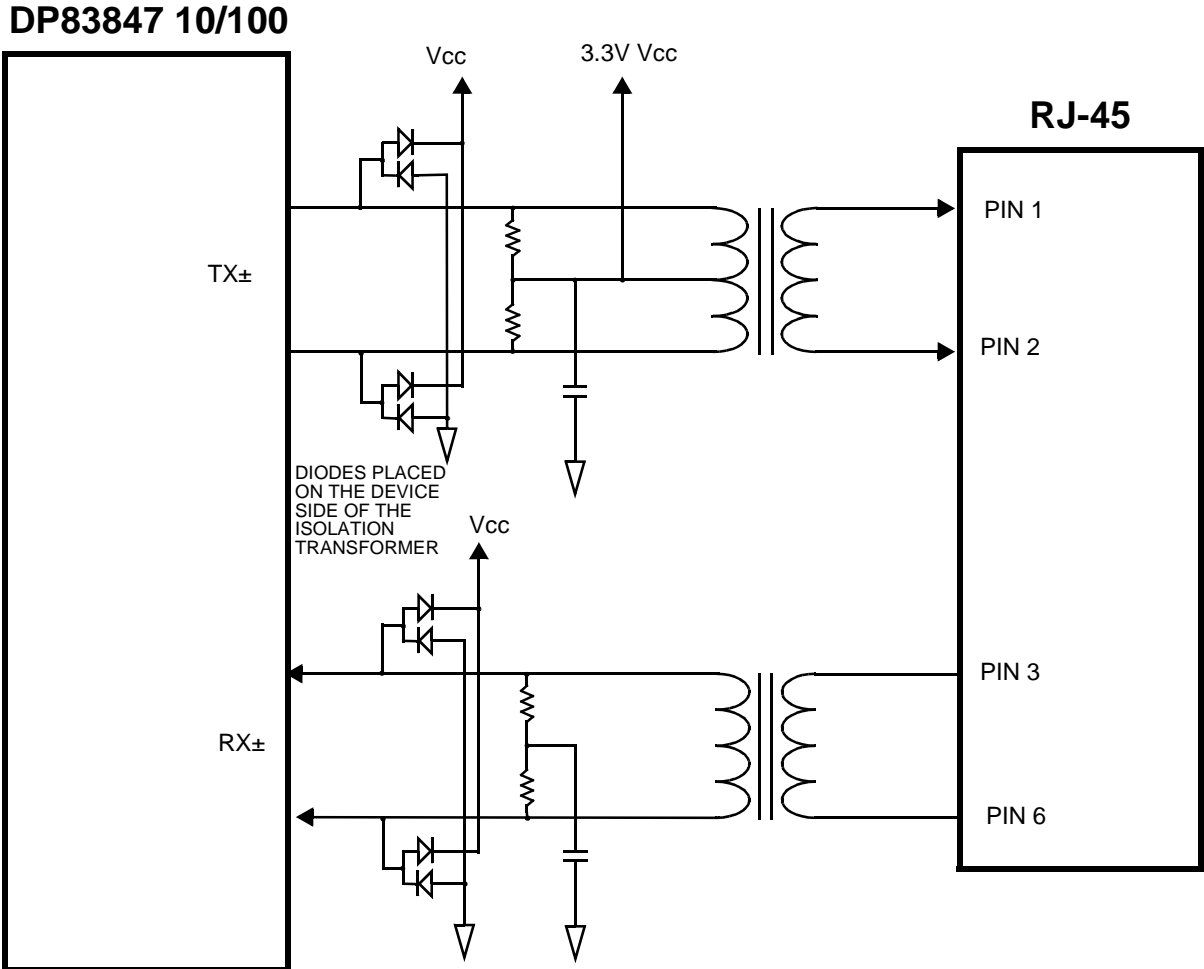 DP83847 10/100
Vcc
3.3V Vcc
RJ-45
PIN 1
TX±
PIN 2
DIODES PLACED
ON THE DEVICE
SIDE OF THE
ISOLATION
TRANSFORMER
Vcc
PIN 3
RX±
PIN 6